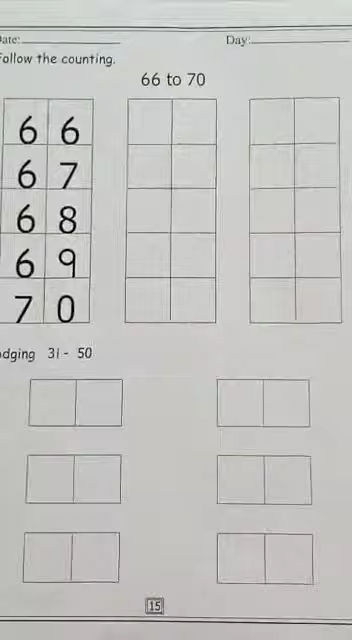 Date: Day:
Follow the counting.
66 to 70
6 6
6 7
6 8
6 9
7 0
dging 31 - 50
15